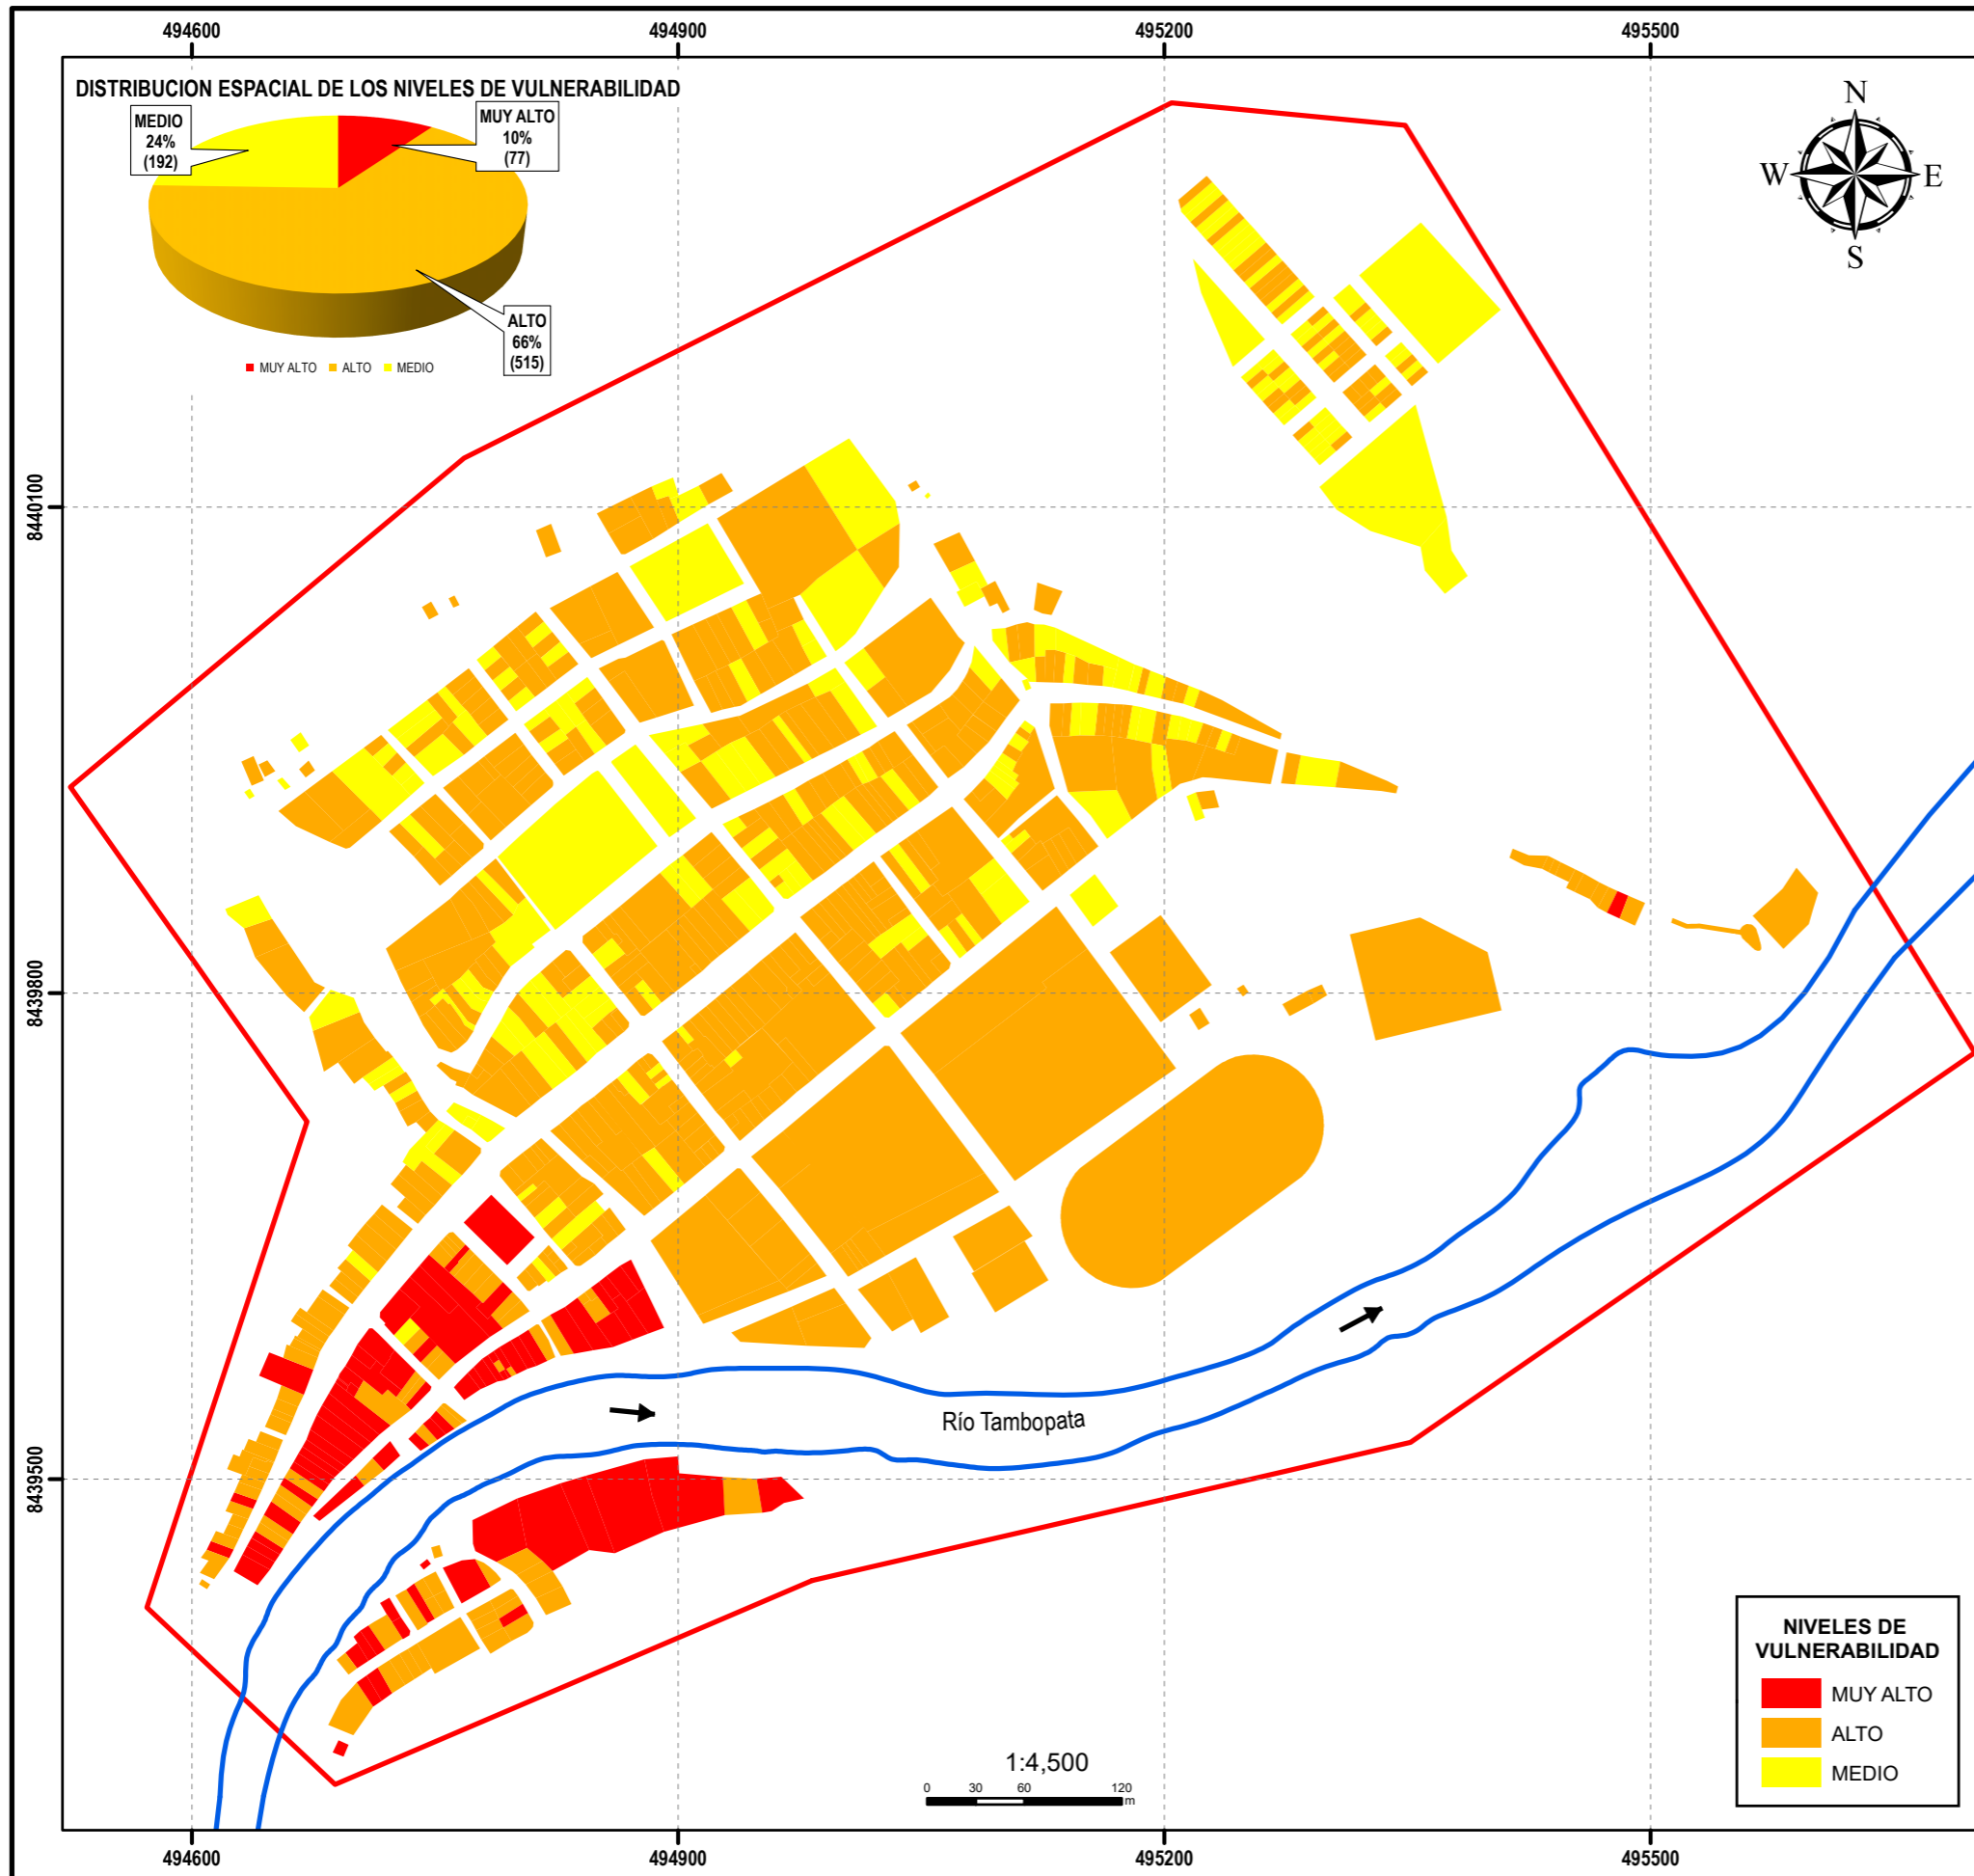 494600
494900
495200
495500
DISTRIBUCION ESPACIAL DE LOS NIVELES DE VULNERABILIDAD
MEDIO
24%
(192)
MUY ALTO
10%
(77)
ALTO
66%
(515)
MUY ALTO ALTO MEDIO
N
W E
S
8440100
8439800
8439500
Río Tambopata
NIVELES DE
VULNERABILIDAD
MUY ALTO
ALTO
MEDIO
1:4,500
0 30 60 120
m
494600
494900
495200
495500